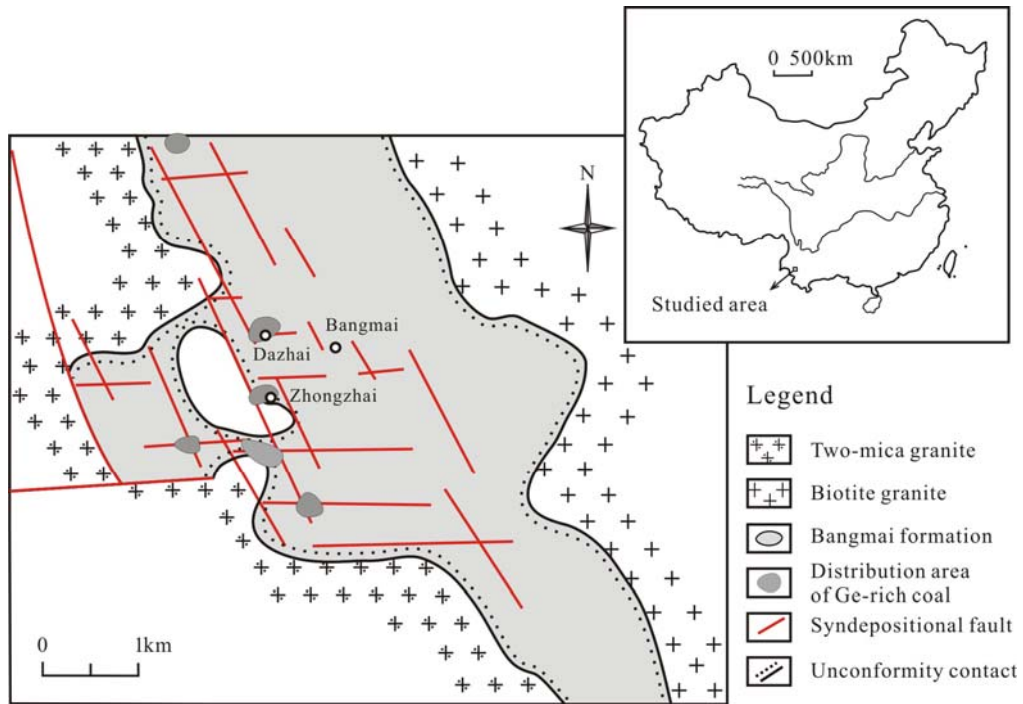 0 500km
Studied area
N
Bangmai
Dazhai
Zhongzhai
0 1km
Legend
Two-mica granite
Biotite granite
Bangmai formation
Distribution area
of Ge-rich coal
Syndepositional fault
Unconformity contact